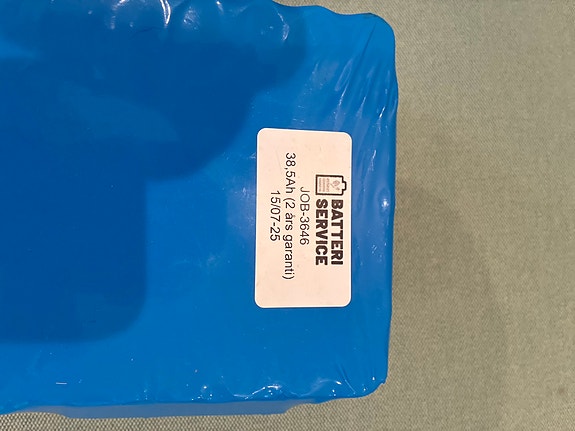 BATTERI
SERVICE
JOB-3646
38,5Ah (2 års garanti)
15/07-25